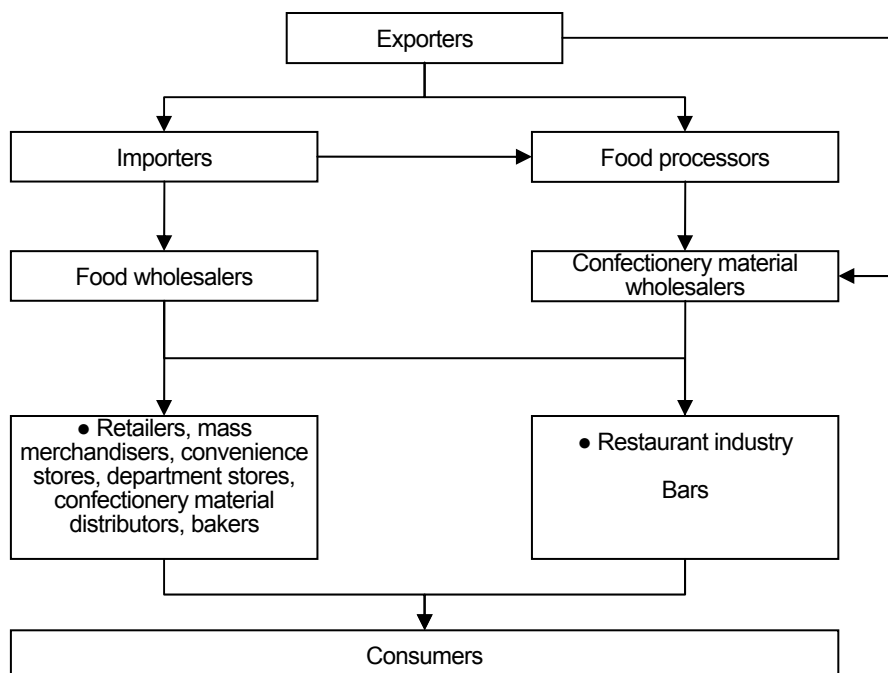 Exporters
Importers
Food processors
Food wholesalers
Confectionery material
wholesalers
● Retailers, mass
merchandisers, convenience
stores, department stores,
confectionery material
distributors, bakers
● Restaurant industry
Bars
Consumers